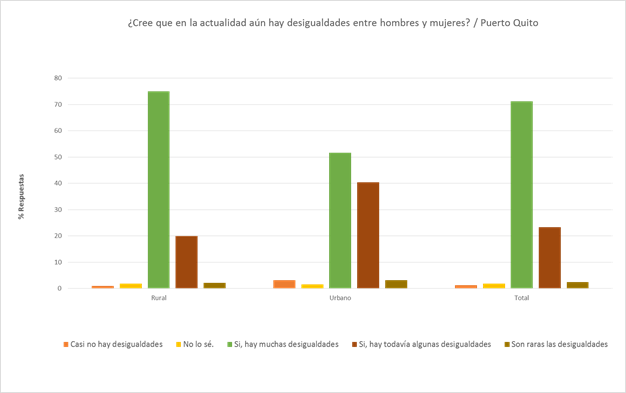 ¿Cree que en la actualidad aún hay desigualdades entre hombres y mujeres? / Puerto Quito
80
70
60
50
40
30
20
10
0
% Respuestas
Rural
Urbano
Total
Casi no hay desigualdades
No lo sé.
Si, hay muchas desigualdades
Si, hay todavía algunas desigualdades
Son raras las desigualdades